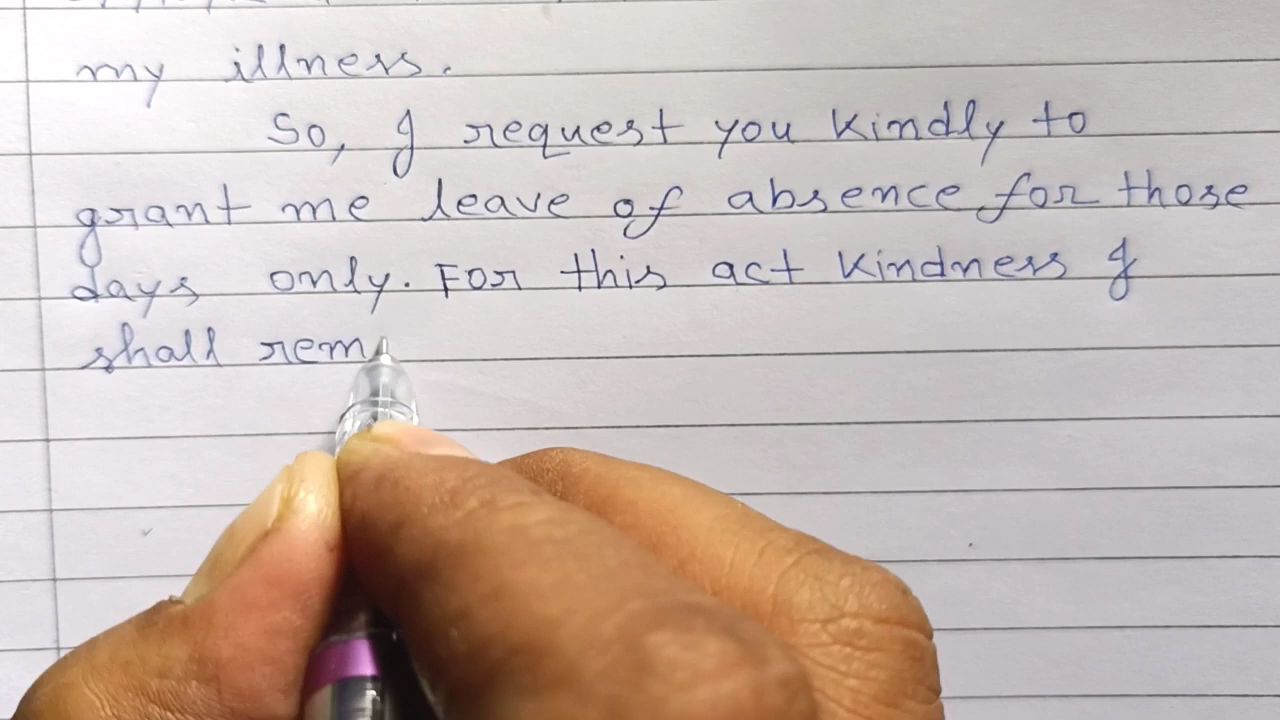 my illness.
So, I request you kindly to
grant me leave of absence for those
days only. For this act kindness I
shall rem